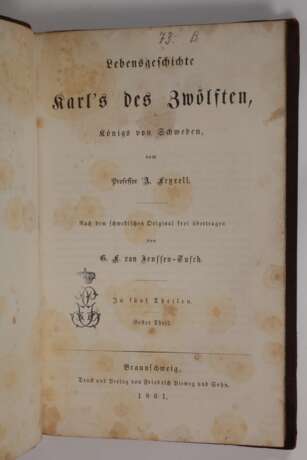 73. 6
Lebensgeschichte
Karl's des Zwölften,
Königs von Schweden,
vom
Professor A. Fryxell.
Nach dem schwedischen Original frei übertragen
von
G. F. von Jenssen-Tusch.
In fünf Theilen.
Erster Theil.
Braunschweig,
Druck und Verlag von Friedrich Vieweg und Sohn.
1861.